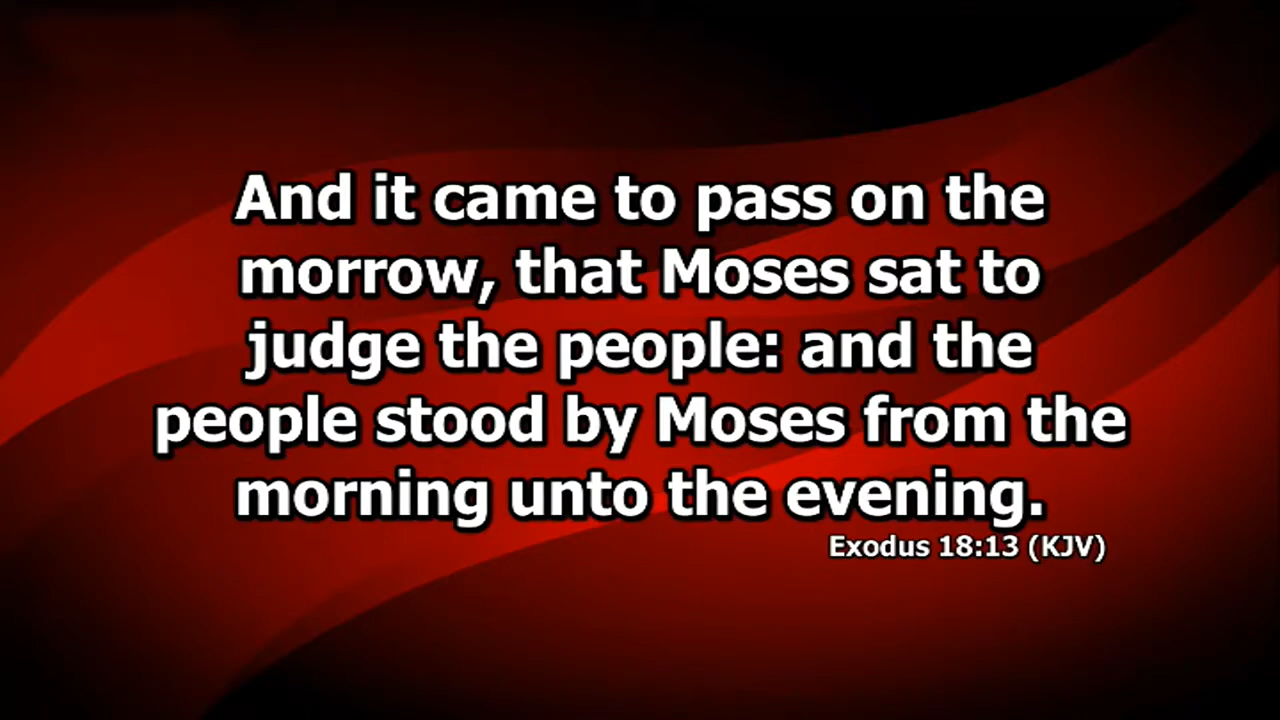 And it came to pass on the
morrow, that Moses sat to
judge the people: and the
people stood by Moses from the
morning unto the evening.
Exodus 18:13 (KJV)